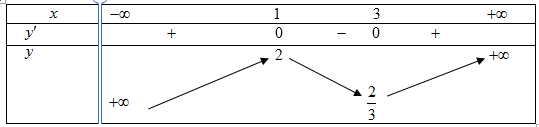 x −∞ 1 3 +∞
y′ + 0 − 0 + 
y 2 +∞
+∞ 2/3